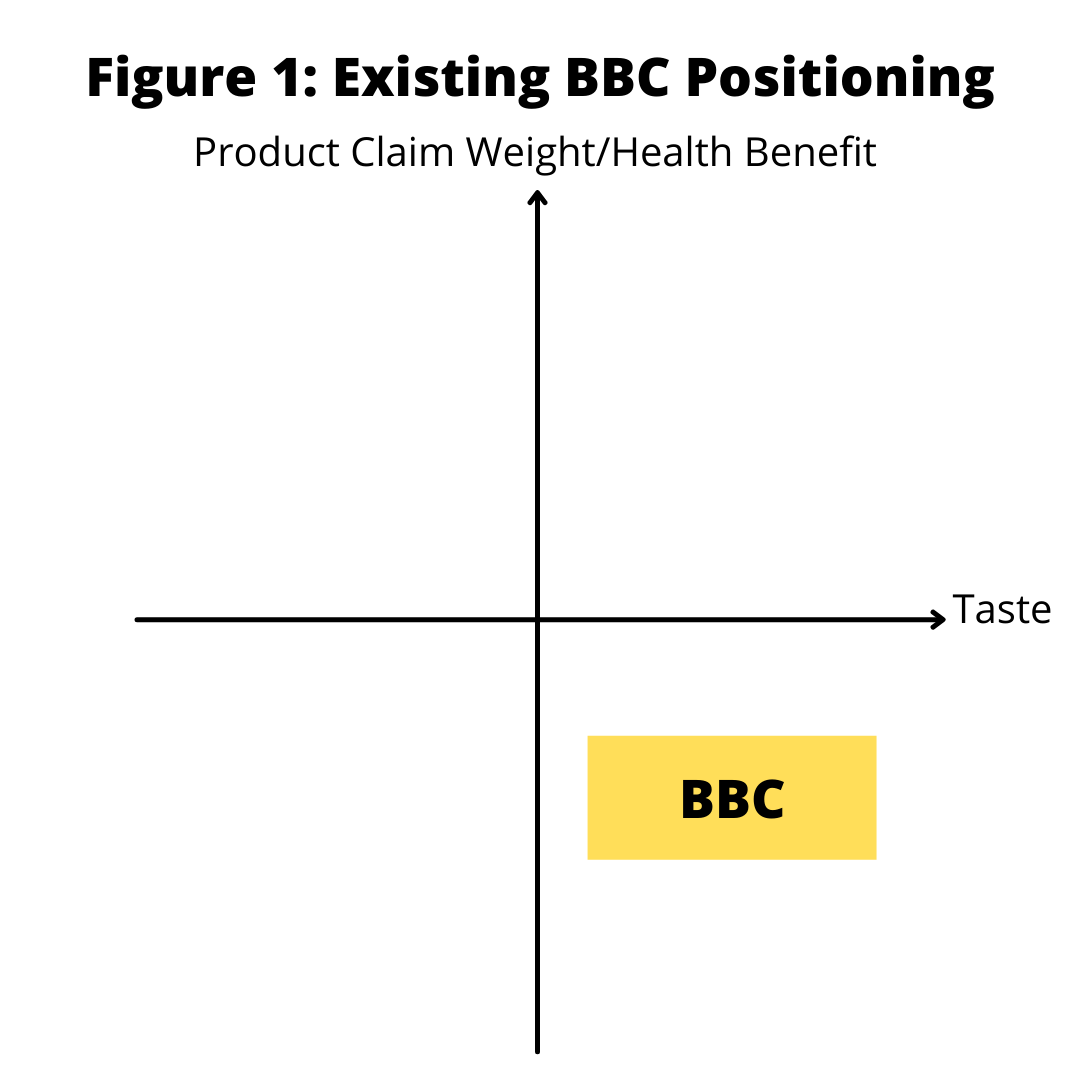 Figure 1: Existing BBC Positioning
Product Claim Weight/Health Benefit
Taste
BBC